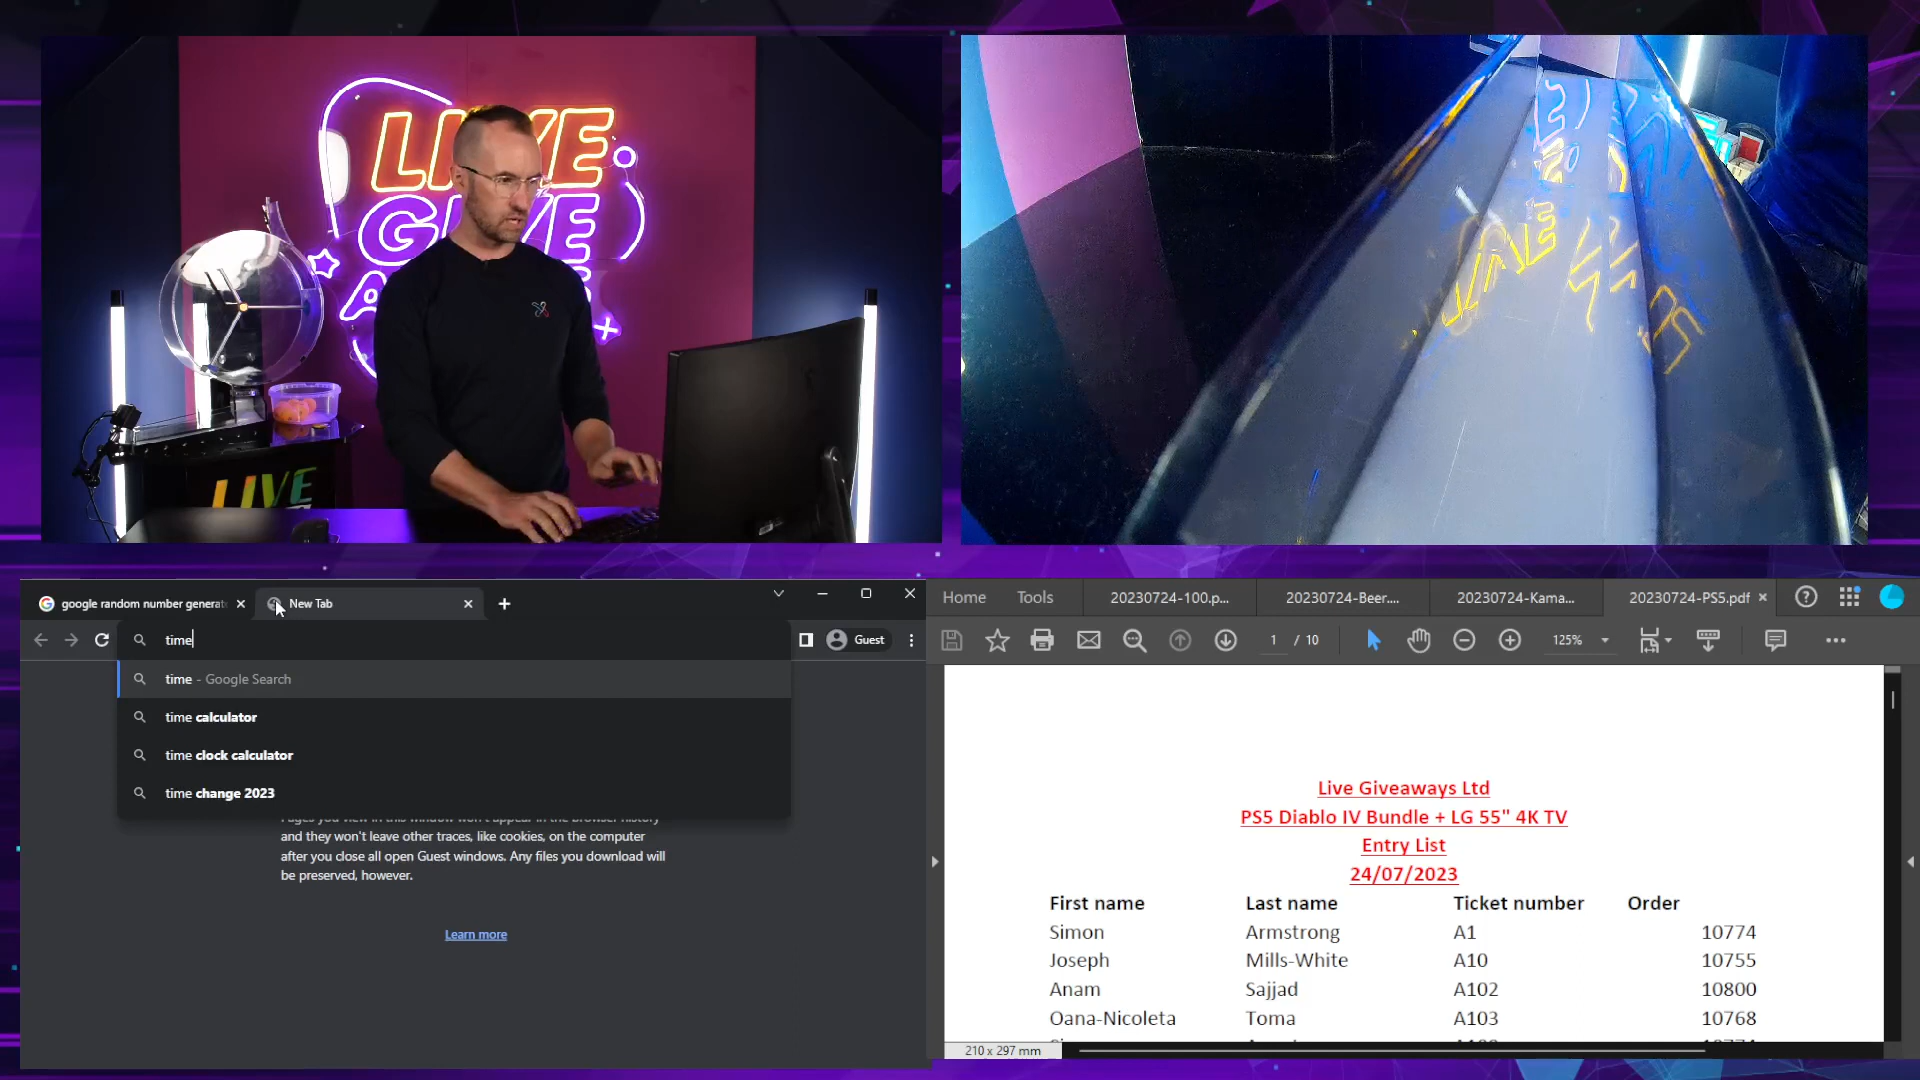 LIVE
GIVE
A
LIVE
google random number generat
New Tab
time
Guest
time - Google Search
time calculator
time clock calculator
time change 2023
and they won't leave other traces, like cookies, on the computer
after you close all open Guest windows. Any files you download will
be preserved, however.
Learn more
Home
Tools
20230724-100.p...
20230724-Beer....
20230724-Kama...
20230724-PS5.pdf
1 / 10
125%
Live Giveaways Ltd
PS5 Diablo IV Bundle + LG 55" 4K TV
Entry List
24/07/2023
First name Last name Ticket number Order
Simon Armstrong A1 10774
Joseph Mills-White A10 10755
Anam Sajjad A102 10800
Oana-Nicoleta Toma A103 10768
210 x 297 mm